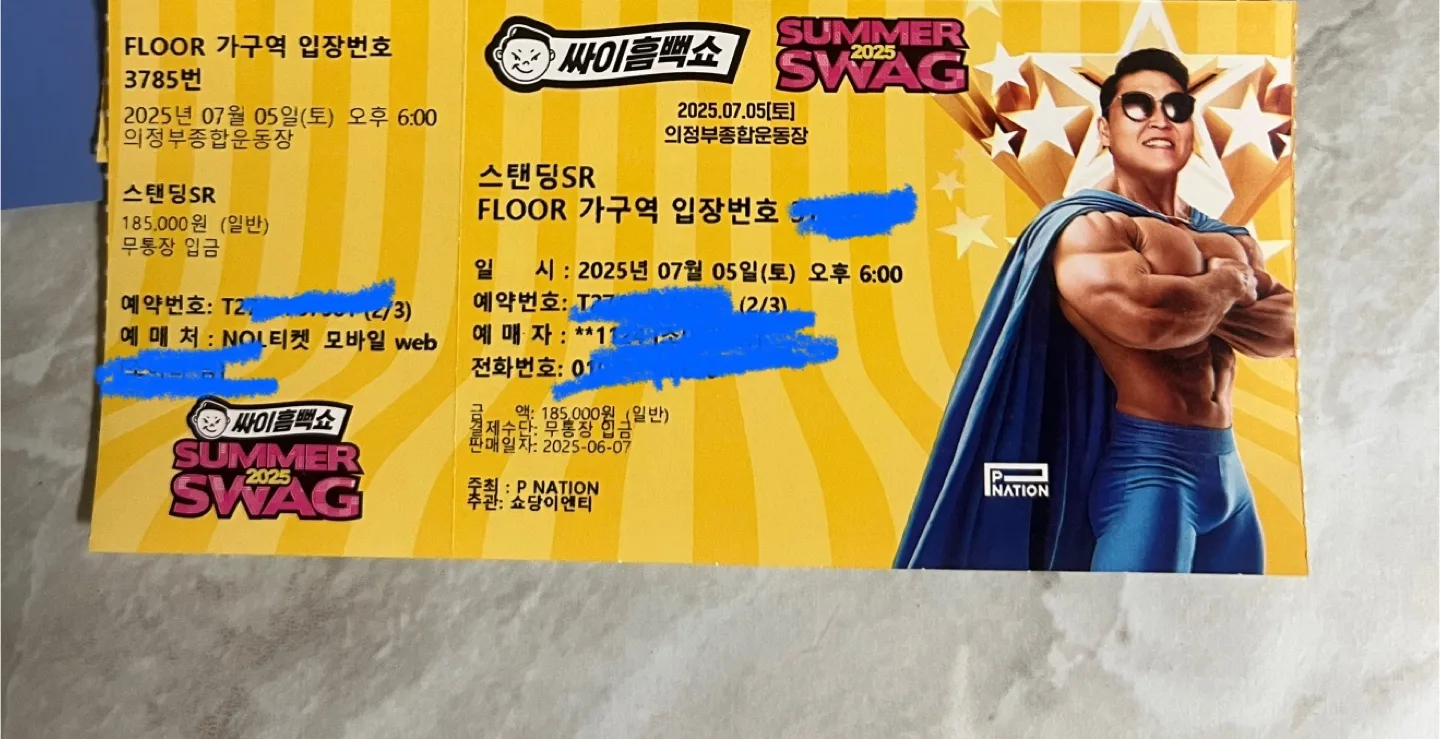 FLOOR 가구역 입장번호
3785번
2025년 07월 05일(토) 오후 6:00
의정부종합운동장
스탠딩SR
185,000원 (일반)
무통장 입금
예약번호: (2/3)
예 매 처 : NOL티켓 모바일 web
싸이흠뻑쇼
SUMMER
2025
SWAG
싸이흠뻑쇼
SUMMER
2025
SWAG
2025.07.05[토]
의정부종합운동장
스탠딩SR
FLOOR 가구역 입장번호
일 시 : 2025년 07월 05일(토) 오후 6:00
예약번호: (2/3)
예 매 자 :
전화번호:
금 액: 185,000원 (일반)
결제수단: 무통장 입금
판매일자: 2025-06-07
주최 : P NATION
주관: 쇼당이엔티
P
NATION